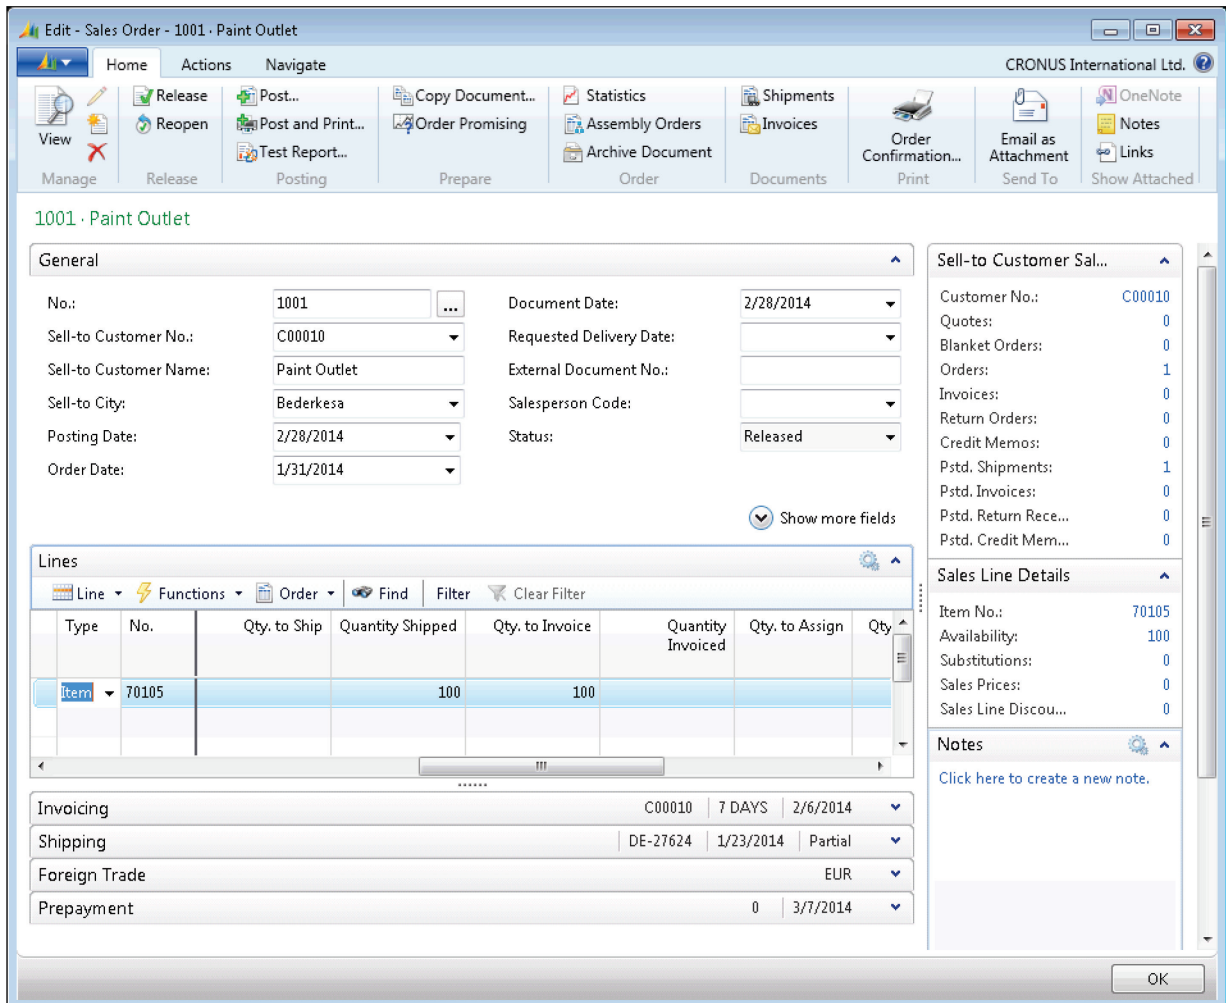 Edit - Sales Order - 1001 · Paint Outlet
Home Actions Navigate CRONUS International Ltd.
View
Manage
Release
Reopen
Release
Post...
Post and Print...
Test Report...
Posting
Copy Document...
Order Promising
Prepare
Statistics
Assembly Orders
Archive Document
Order
Shipments
Invoices
Documents
Order
Confirmation...
Print
Email as
Attachment
Send To
OneNote
Notes
Links
Show Attached
1001 · Paint Outlet
General
No.: 1001 ...
Sell-to Customer No.: C00010
Sell-to Customer Name: Paint Outlet
Sell-to City: Bederkesa
Posting Date: 2/28/2014
Order Date: 1/31/2014
Document Date: 2/28/2014
Requested Delivery Date:
External Document No.:
Salesperson Code:
Status: Released
Show more fields
Lines
Line Functions Order Find Filter Clear Filter
Type No. Qty. to Ship Quantity Shipped Qty. to Invoice Quantity Qty. to Assign Qty
Invoiced
Item 70105 100 100
Invoicing C00010 7 DAYS 2/6/2014
Shipping DE-27624 1/23/2014 Partial
Foreign Trade EUR
Prepayment 0 3/7/2014
Sell-to Customer Sal...
Customer No.: C00010
Quotes: 0
Blanket Orders: 0
Orders: 1
Invoices: 0
Return Orders: 0
Credit Memos: 0
Pstd. Shipments: 1
Pstd. Invoices: 0
Pstd. Return Rece... 0
Pstd. Credit Mem... 0
Sales Line Details
Item No.: 70105
Availability: 100
Substitutions: 0
Sales Prices: 0
Sales Line Discou... 0
Notes
Click here to create a new note.
OK